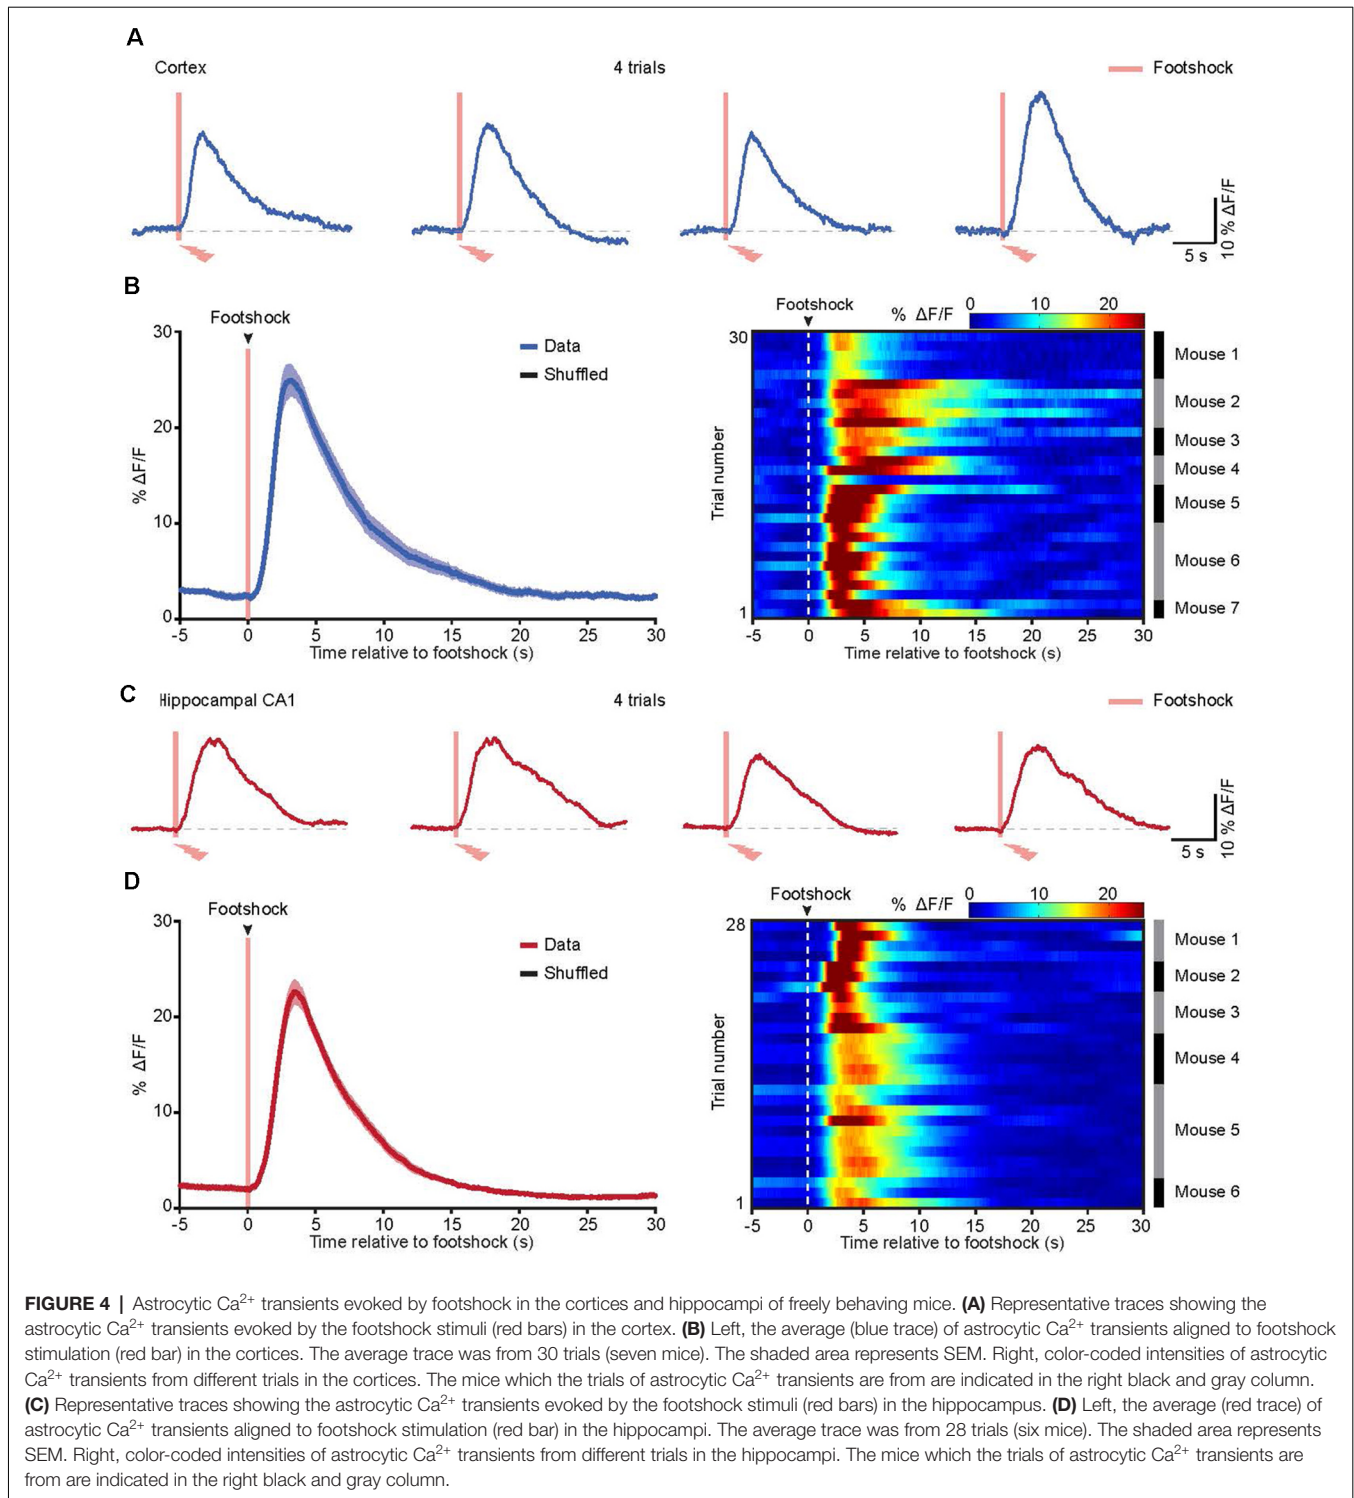 A
Cortex
4 trials
Footshock
10 % ΔF/F
5 s
B
Footshock
30
20
10
0
% ΔF/F
Data
Shuffled
-5 0 5 10 15 20 25 30
Time relative to footshock (s)
Footshock
% ΔF/F
0 10 20
30
1
Trial number
Mouse 1
Mouse 2
Mouse 3
Mouse 4
Mouse 5
Mouse 6
Mouse 7
-5 0 5 10 15 20 25 30
Time relative to footshock (s)
C
Hippocampal CA1
4 trials
Footshock
10 % ΔF/F
5 s
D
Footshock
30
20
10
0
% ΔF/F
Data
Shuffled
-5 0 5 10 15 20 25 30
Time relative to footshock (s)
Footshock
% ΔF/F
0 10 20
28
1
Trial number
Mouse 1
Mouse 2
Mouse 3
Mouse 4
Mouse 5
Mouse 6
-5 0 5 10 15 20 25 30
Time relative to footshock (s)
FIGURE 4 | Astrocytic Ca²⁺ transients evoked by footshock in the cortices and hippocampi of freely behaving mice. (A) Representative traces showing the
astrocytic Ca²⁺ transients evoked by the footshock stimuli (red bars) in the cortex. (B) Left, the average (blue trace) of astrocytic Ca²⁺ transients aligned to footshock
stimulation (red bar) in the cortices. The average trace was from 30 trials (seven mice). The shaded area represents SEM. Right, color-coded intensities of astrocytic
Ca²⁺ transients from different trials in the cortices. The mice which the trials of astrocytic Ca²⁺ transients are from are indicated in the right black and gray column.
(C) Representative traces showing the astrocytic Ca²⁺ transients evoked by the footshock stimuli (red bars) in the hippocampus. (D) Left, the average (red trace) of
astrocytic Ca²⁺ transients aligned to footshock stimulation (red bar) in the hippocampi. The average trace was from 28 trials (six mice). The shaded area represents
SEM. Right, color-coded intensities of astrocytic Ca²⁺ transients from different trials in the hippocampi. The mice which the trials of astrocytic Ca²⁺ transients are
from are indicated in the right black and gray column.